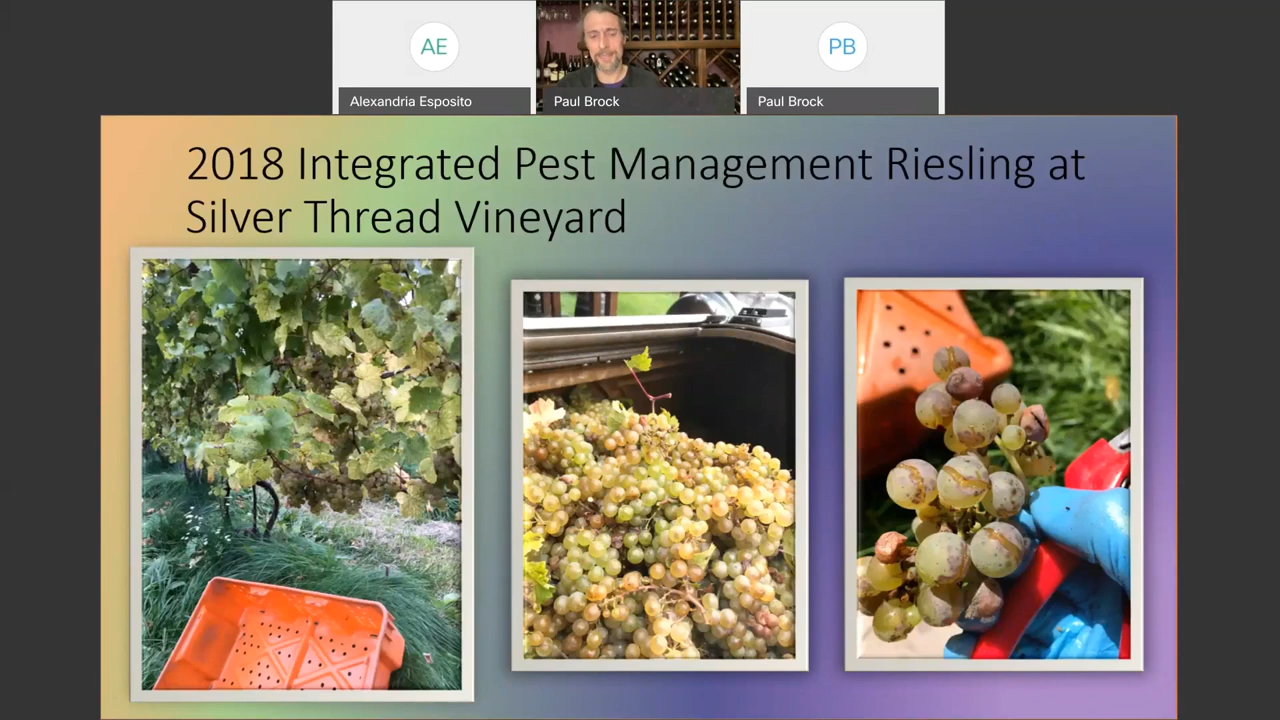 AE
PB
Alexandria Esposito
Paul Brock
Paul Brock
2018 Integrated Pest Management Riesling at
Silver Thread Vineyard